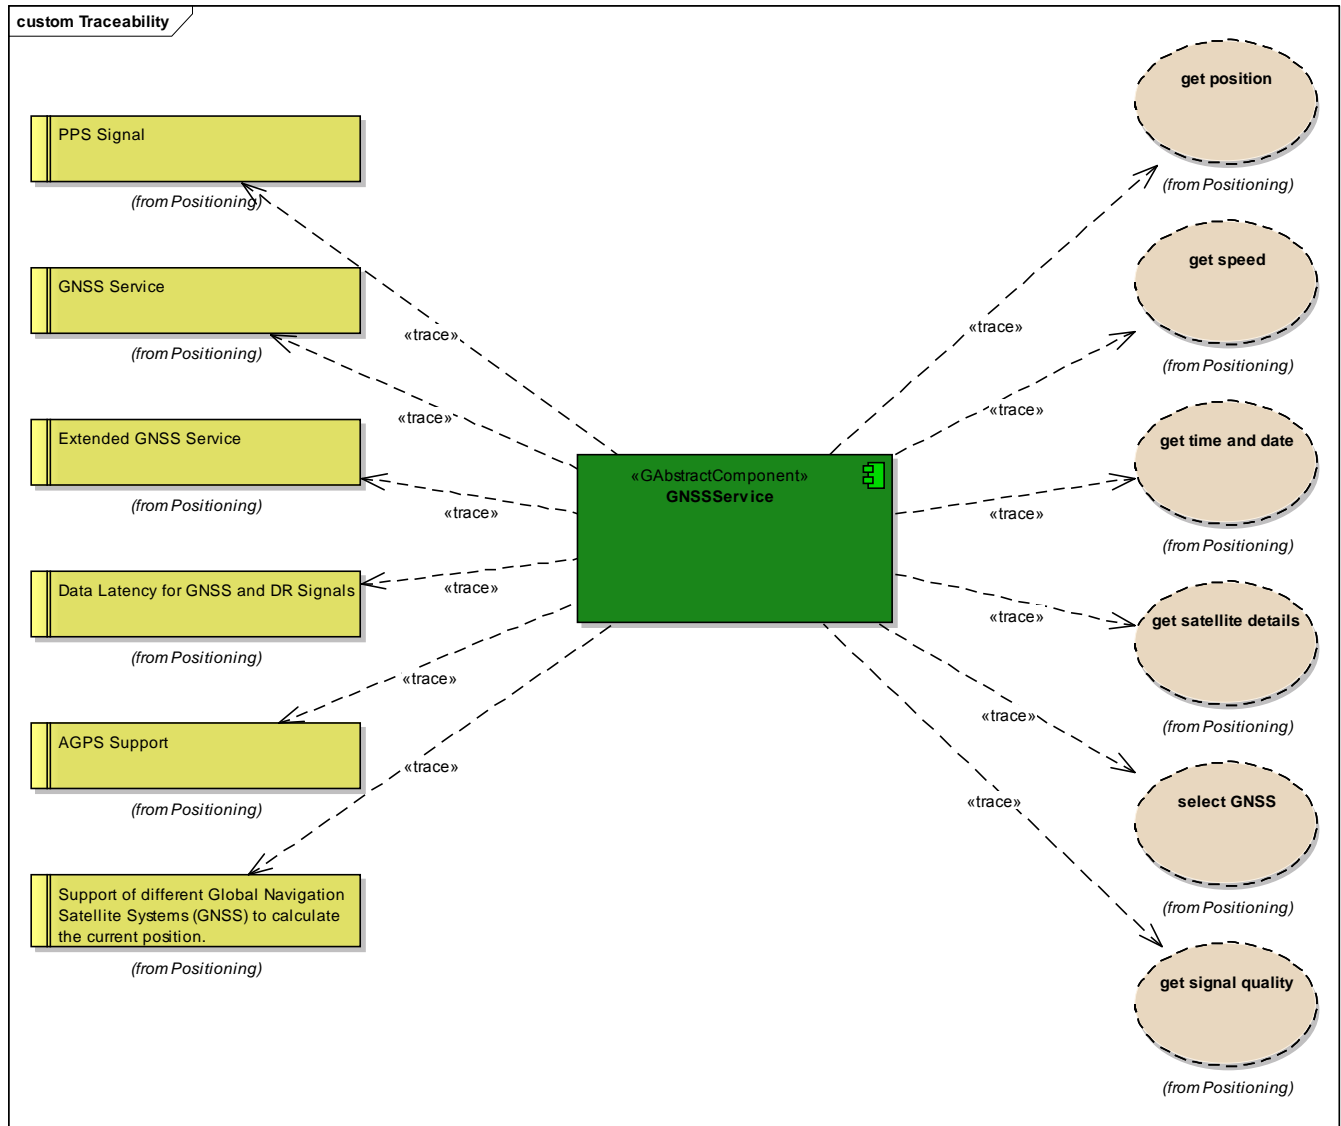 custom Traceability
PPS Signal
(from Positioning)
GNSS Service
(from Positioning)
Extended GNSS Service
(from Positioning)
Data Latency for GNSS and DR Signals
(from Positioning)
AGPS Support
(from Positioning)
Support of different Global Navigation
Satellite Systems (GNSS) to calculate
the current position.
(from Positioning)
«trace»
«trace»
«trace»
«trace»
«trace»
«trace»
«GAbstractComponent»
GNSSService
«trace»
«trace»
«trace»
«trace»
«trace»
«trace»
get position
(from Positioning)
get speed
(from Positioning)
get time and date
(from Positioning)
get satellite details
(from Positioning)
select GNSS
(from Positioning)
get signal quality
(from Positioning)